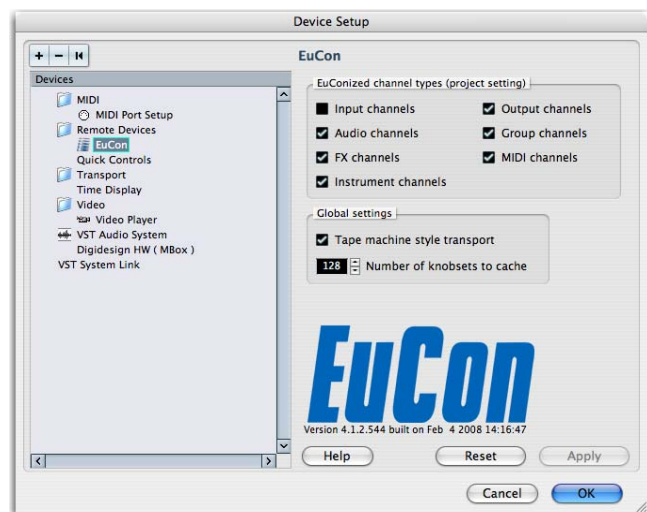 Device Setup
EuCon
Devices
MIDI
MIDI Port Setup
Remote Devices
EuCon
Quick Controls
Transport
Time Display
Video
Video Player
VST Audio System
Digidesign HW ( MBox )
VST System Link
EuConized channel types (project setting)
Input channels
Output channels
Audio channels
Group channels
FX channels
MIDI channels
Instrument channels
Global settings
Tape machine style transport
128 Number of knobsets to cache
EuCon
Version 4.1.2.544 built on Feb 4 2008 14:16:47
Help
Reset
Apply
Cancel
OK